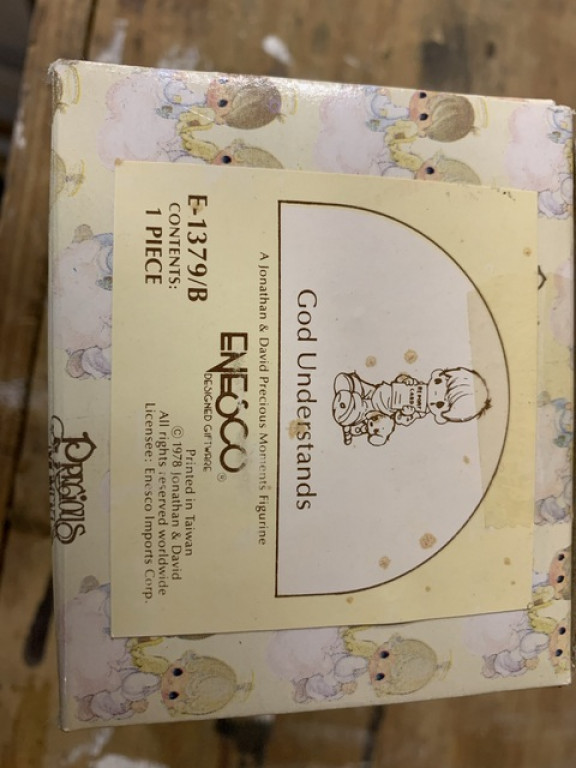 God Understands
A Jonathan & David Precious Moments Figurine
E-1379/B
CONTENTS:
1 PIECE
ENESCO®
DESIGNED GIFTWARE
Printed in Taiwan
© 1978 Jonathan & David
All rights reserved worldwide
Licensee: Enesco Imports Corp.
Precious